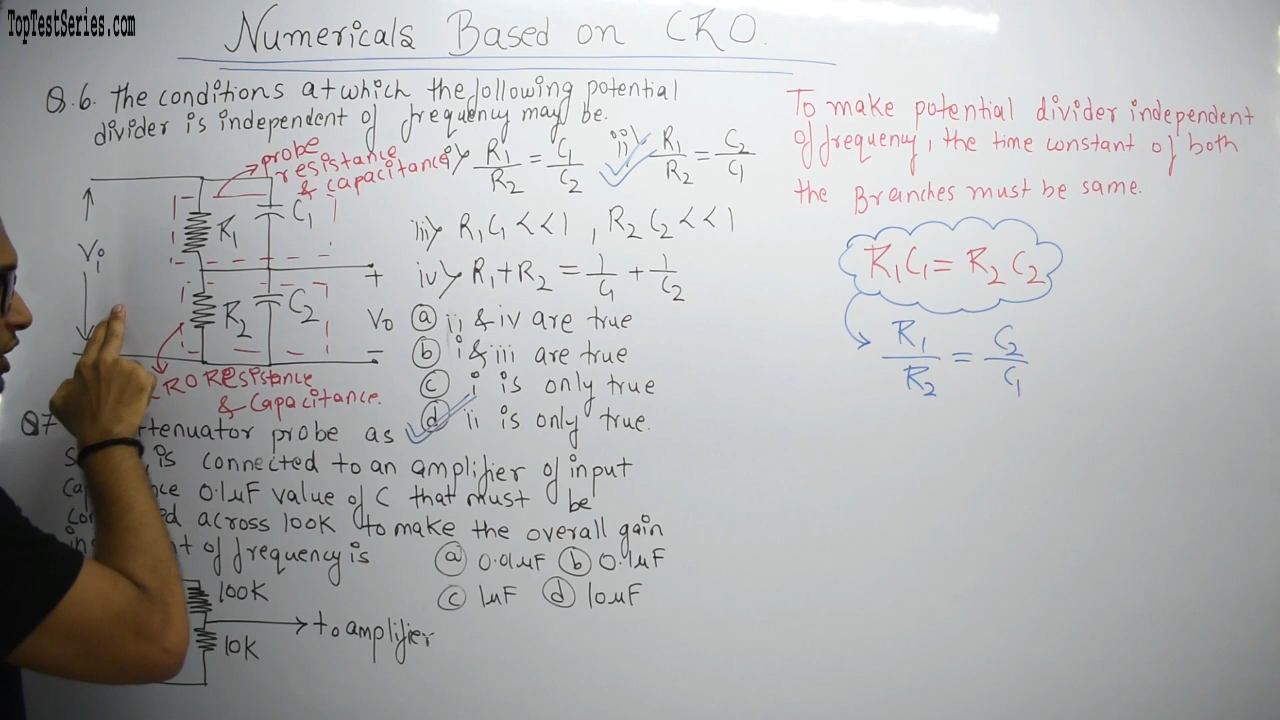 TopTestSeries.com
Numericals Based on CRO.
Q.6. The conditions at which the following potential
divider is independent of frequency may be.
i> R1/R2 = C1/C2 ii> R1/R2 = C2/C1
iii> R1C1 << 1 , R2C2 << 1
iv> R1+R2 = 1/C1 + 1/C2
a ii & iv are true
b i & iii are true
c i is only true
d ii is only true.
probe
resistance
& capacitance
R1 C1
Vi
R2 C2
+
Vo
-
CRO Resistance
& Capacitance.
Q7 attenuator probe as
is connected to an amplifier of input
0.1μF value of C that must be
across 100K to make the overall gain
of frequency is a 0.01μF b 0.1μF
c 1μF d 10μF
100K
to amplifier
10K
To make potential divider independent
of frequency, the time constant of both
the Branches must be same.
R1C1 = R2C2
R1/R2 = C2/C1